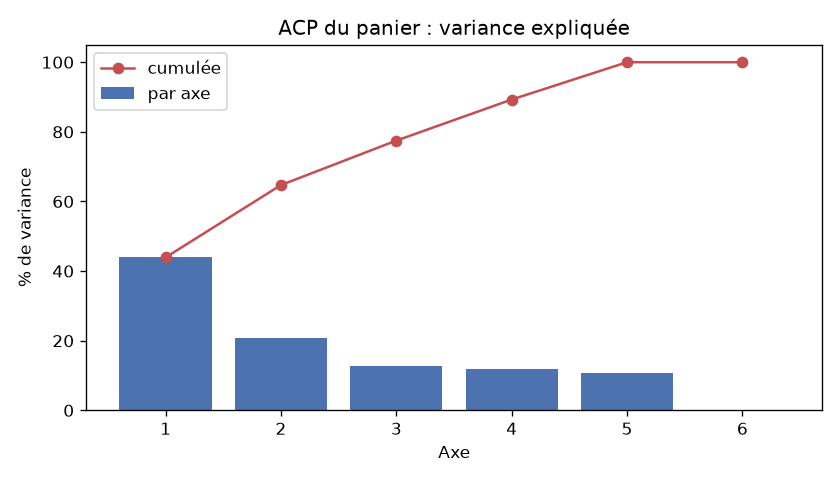 ACP du panier : variance expliquée
cumulée
par axe
% de variance
100
80
60
40
20
0
1 2 3 4 5 6
Axe